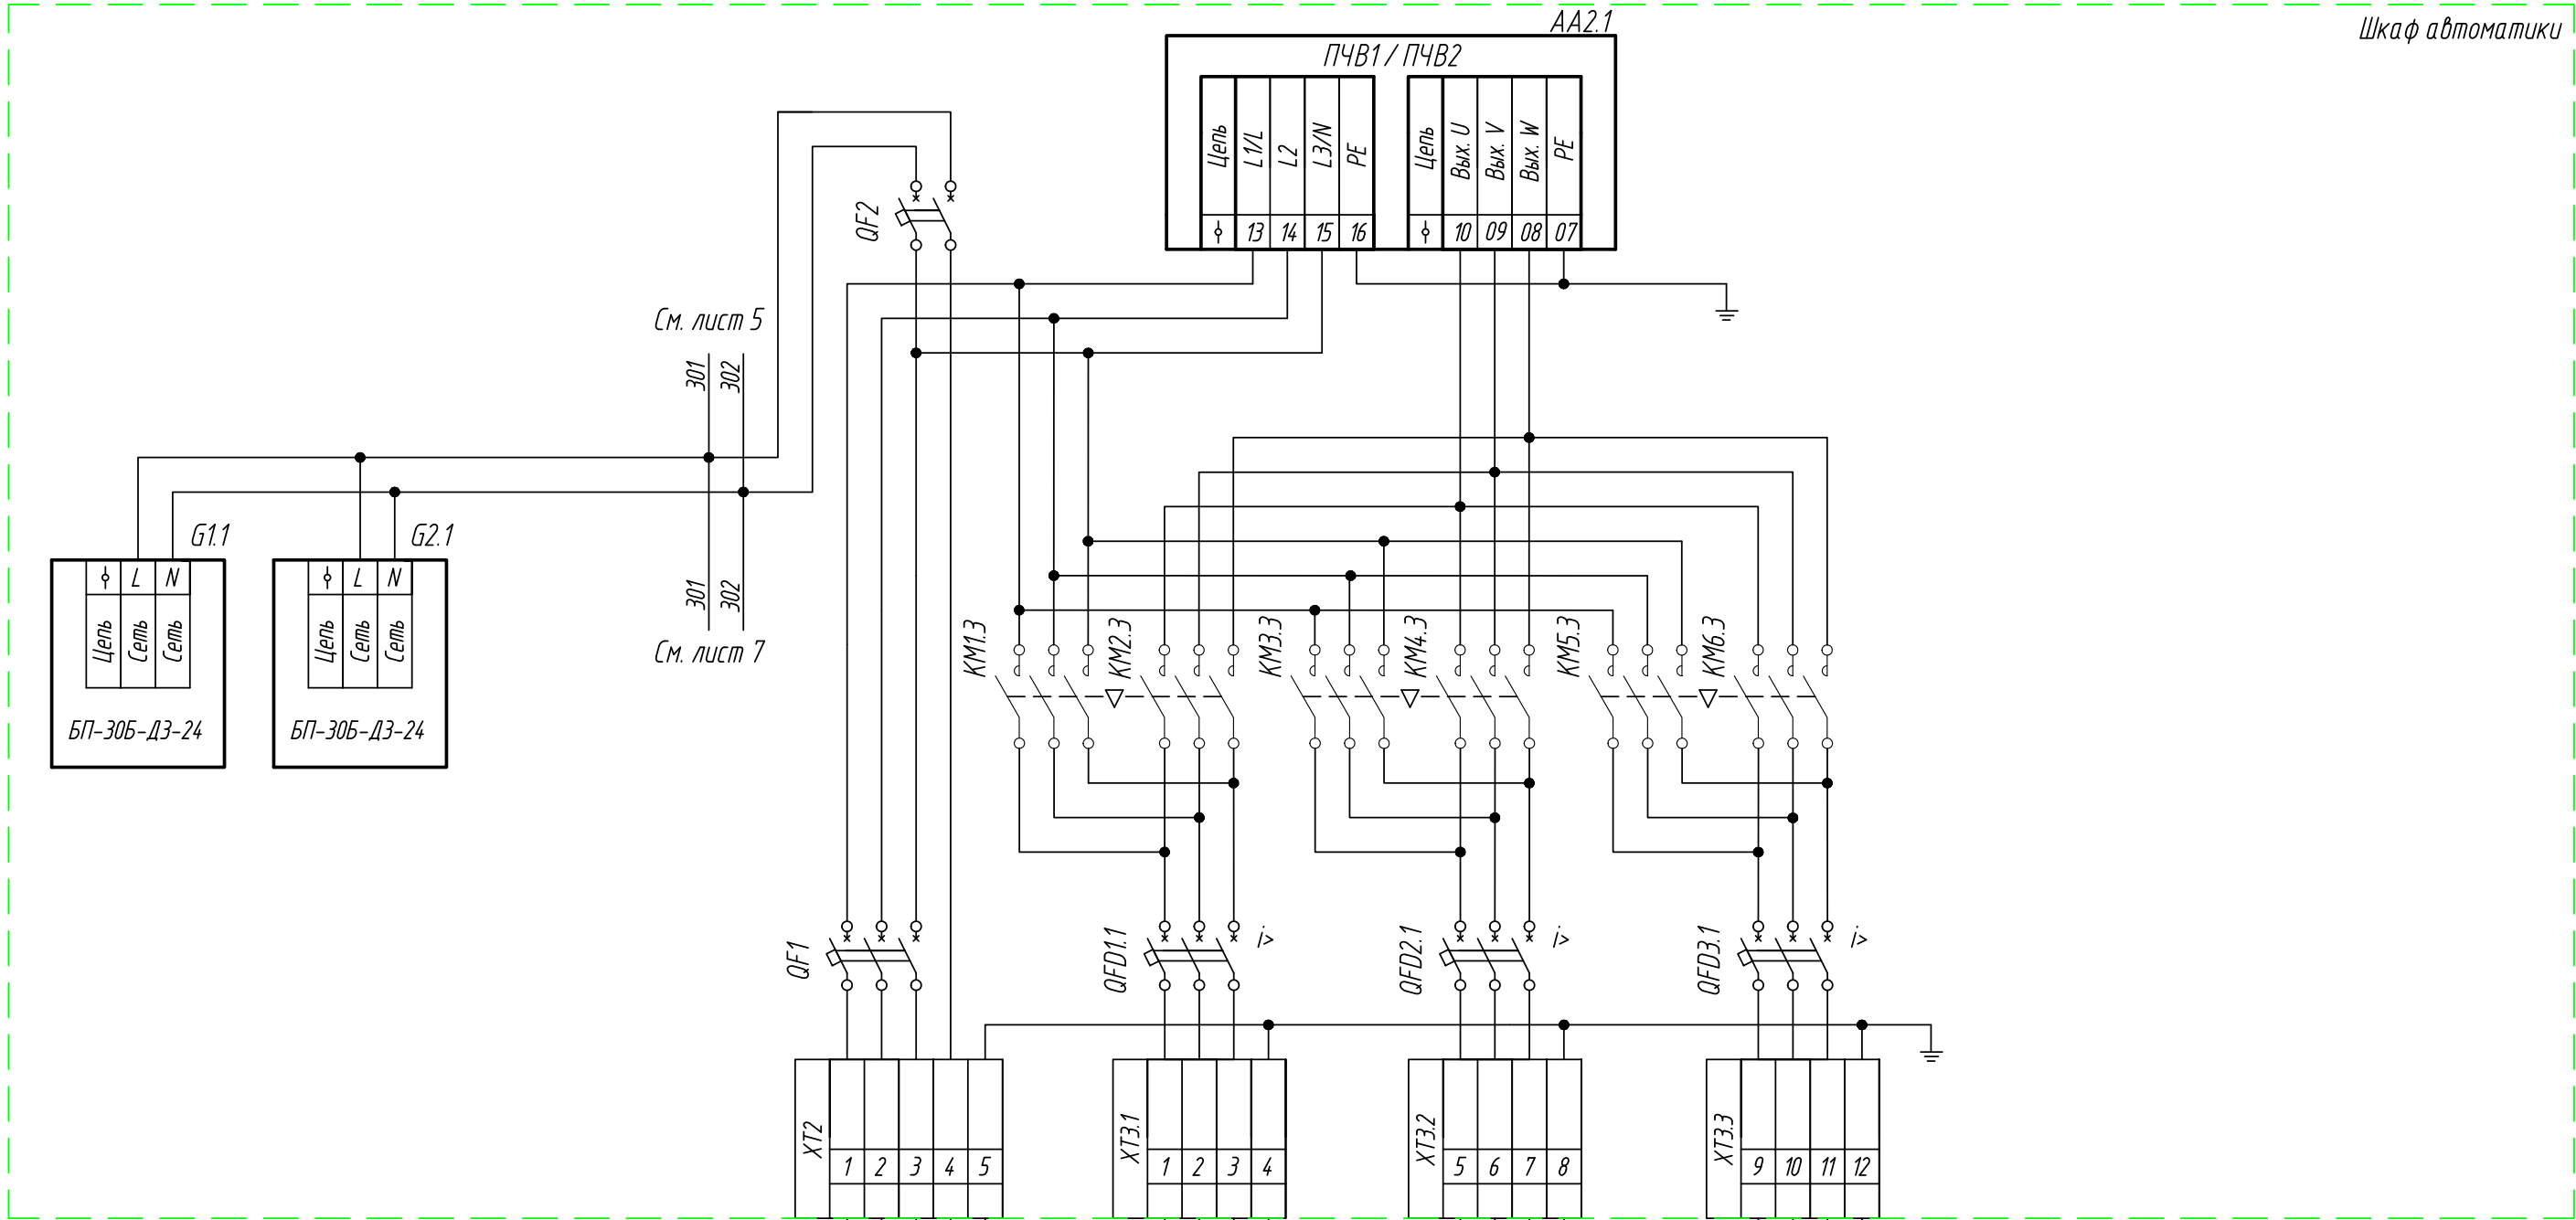 Шкаф автоматики
AA2.1
ПЧВ1 / ПЧВ2
Цепь L1/L L2 L3/N PE
13 14 15 16
Цепь Вых. U Вых. V Вых. W PE
10 09 08 07
QF2
См. лист 5
301 302
301 302
См. лист 7
G1.1
L N
Цепь Сеть Сеть
БП-30Б-Д3-24
G2.1
L N
Цепь Сеть Сеть
БП-30Б-Д3-24
KM1.3 KM2.3 KM3.3 KM4.3 KM5.3 KM6.3
QF1
QFD1.1 i>
QFD2.1 i>
QFD3.1 i>
XT2
1 2 3 4 5
XT3.1
1 2 3 4
XT3.2
5 6 7 8
XT3.3
9 10 11 12